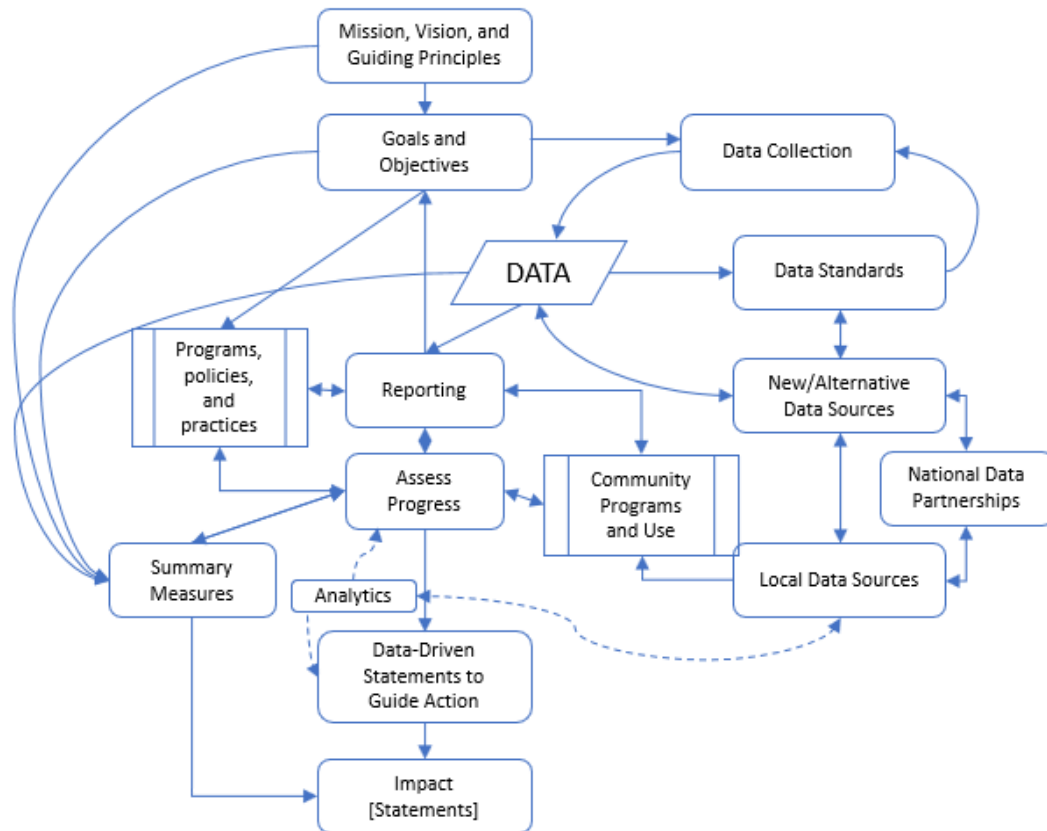 Mission, Vision, and
Guiding Principles
Goals and
Objectives
Data Collection
DATA
Data Standards
Programs,
policies,
and
practices
Reporting
New/Alternative
Data Sources
Assess
Progress
Community
Programs
and Use
National Data
Partnerships
Summary
Measures
Local Data Sources
Analytics
Data-Driven
Statements to
Guide Action
Impact
[Statements]